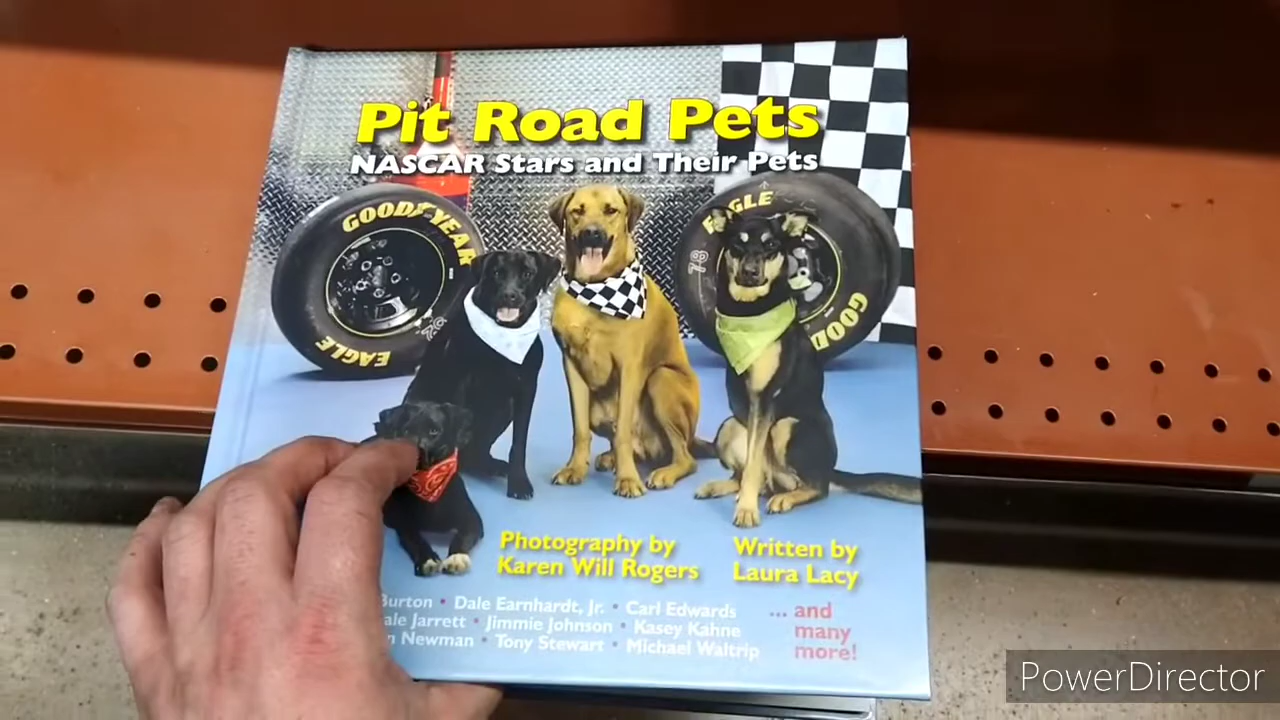 Pit Road Pets
NASCAR Stars and Their Pets
GOODYEAR
EAGLE
EAGLE
GOOD
78
Photography by
Karen Will Rogers
Written by
Laura Lacy
Burton • Dale Earnhardt, Jr. • Carl Edwards
ale Jarrett • Jimmie Johnson • Kasey Kahne
n Newman • Tony Stewart • Michael Waltrip
... and
many
more!
PowerDirector